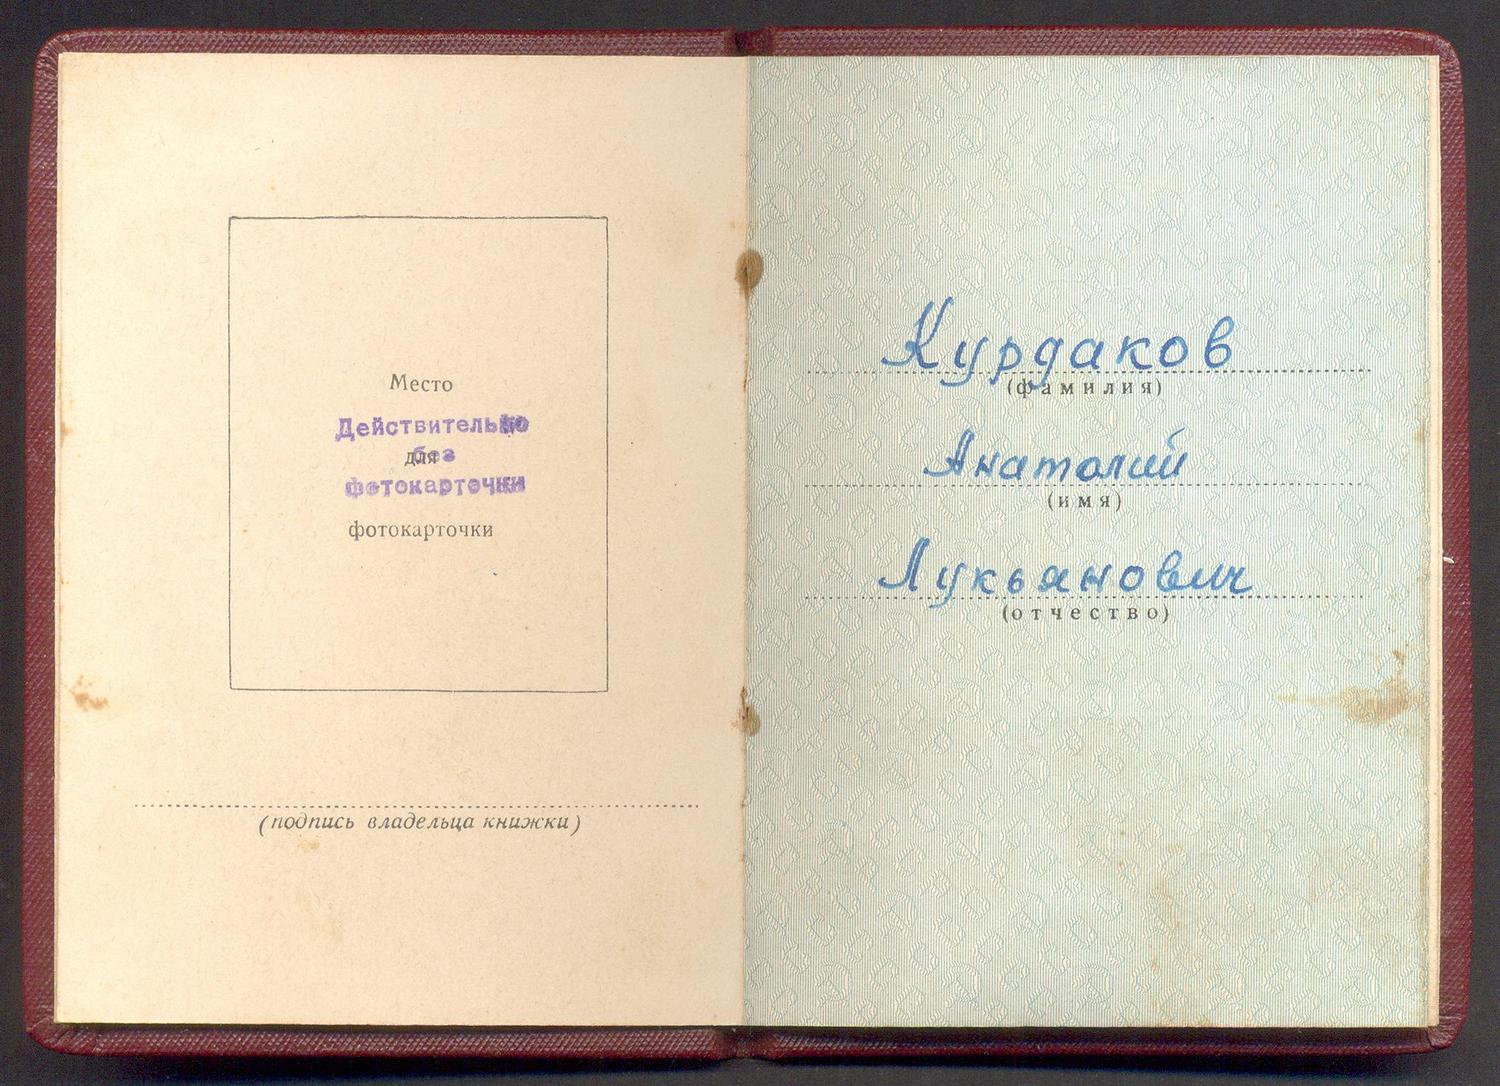 Место
Действительно
для
без
фотокарточки
фотокарточки
(подпись владельца книжки)
Курдаков
(фамилия)
Анатолий
(имя)
Лукьянович
(отчество)